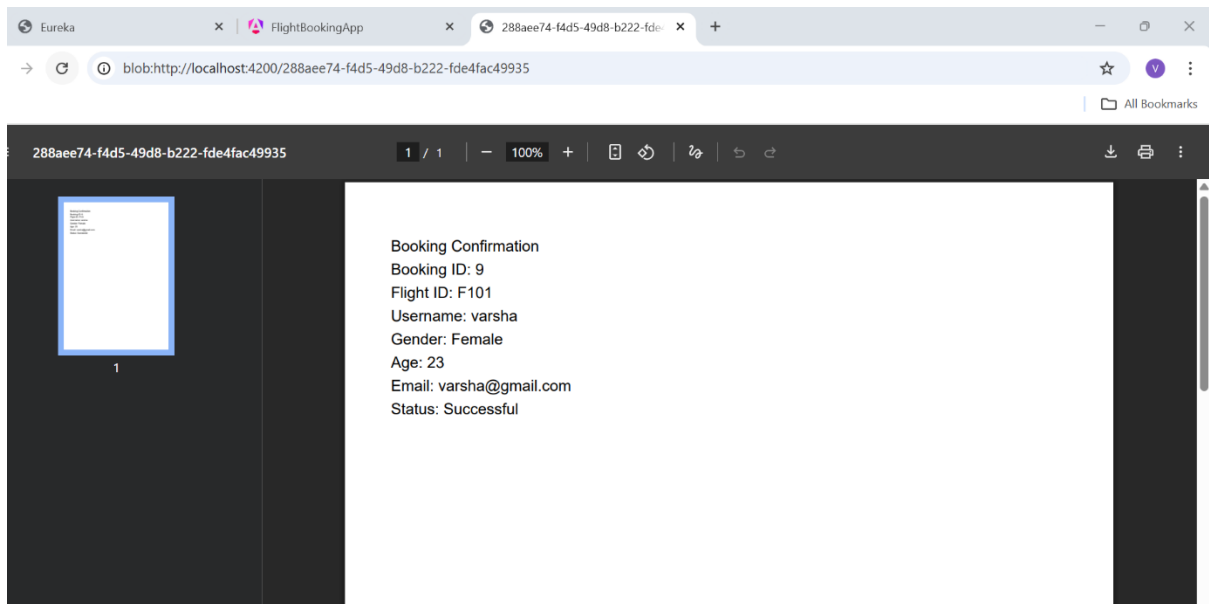 Eureka
FlightBookingApp
288aee74-f4d5-49d8-b222-fde4
blob:http://localhost:4200/288aee74-f4d5-49d8-b222-fde4fac49935
V
All Bookmarks
288aee74-f4d5-49d8-b222-fde4fac49935
1 / 1
100%
Booking Confirmation
Booking ID: 9
Flight ID: F101
Username: varsha
Gender: Female
Age: 23
Email: varsha@gmail.com
Status: Successful
1